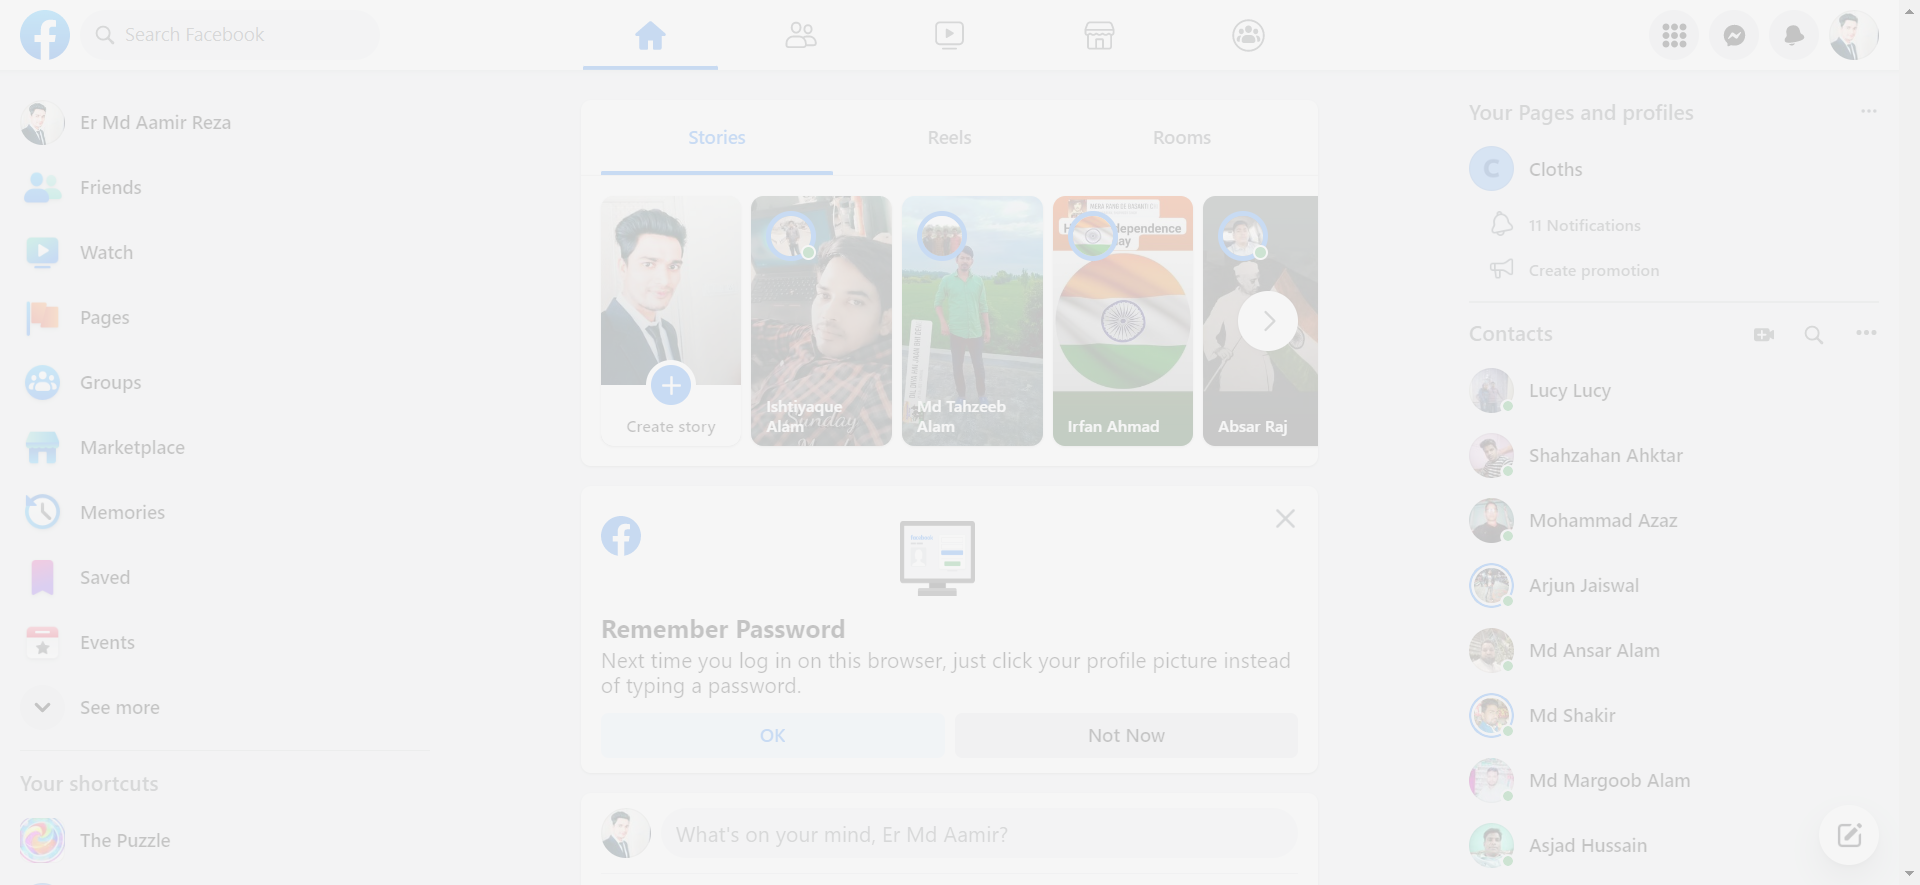 Search Facebook
Er Md Aamir Reza
Friends
Watch
Pages
Groups
Marketplace
Memories
Saved
Events
See more
Your shortcuts
The Puzzle
Stories
Reels
Rooms
Create story
Ishtiyaque
Alam
Sunday
Md Tahzeeb
Alam
Irfan Ahmad
Absar Raj
Remember Password
Next time you log in on this browser, just click your profile picture instead
of typing a password.
OK
Not Now
What's on your mind, Er Md Aamir?
Your Pages and profiles
C
Cloths
11 Notifications
Create promotion
Contacts
Lucy Lucy
Shahzahan Ahktar
Mohammad Azaz
Arjun Jaiswal
Md Ansar Alam
Md Shakir
Md Margoob Alam
Asjad Hussain